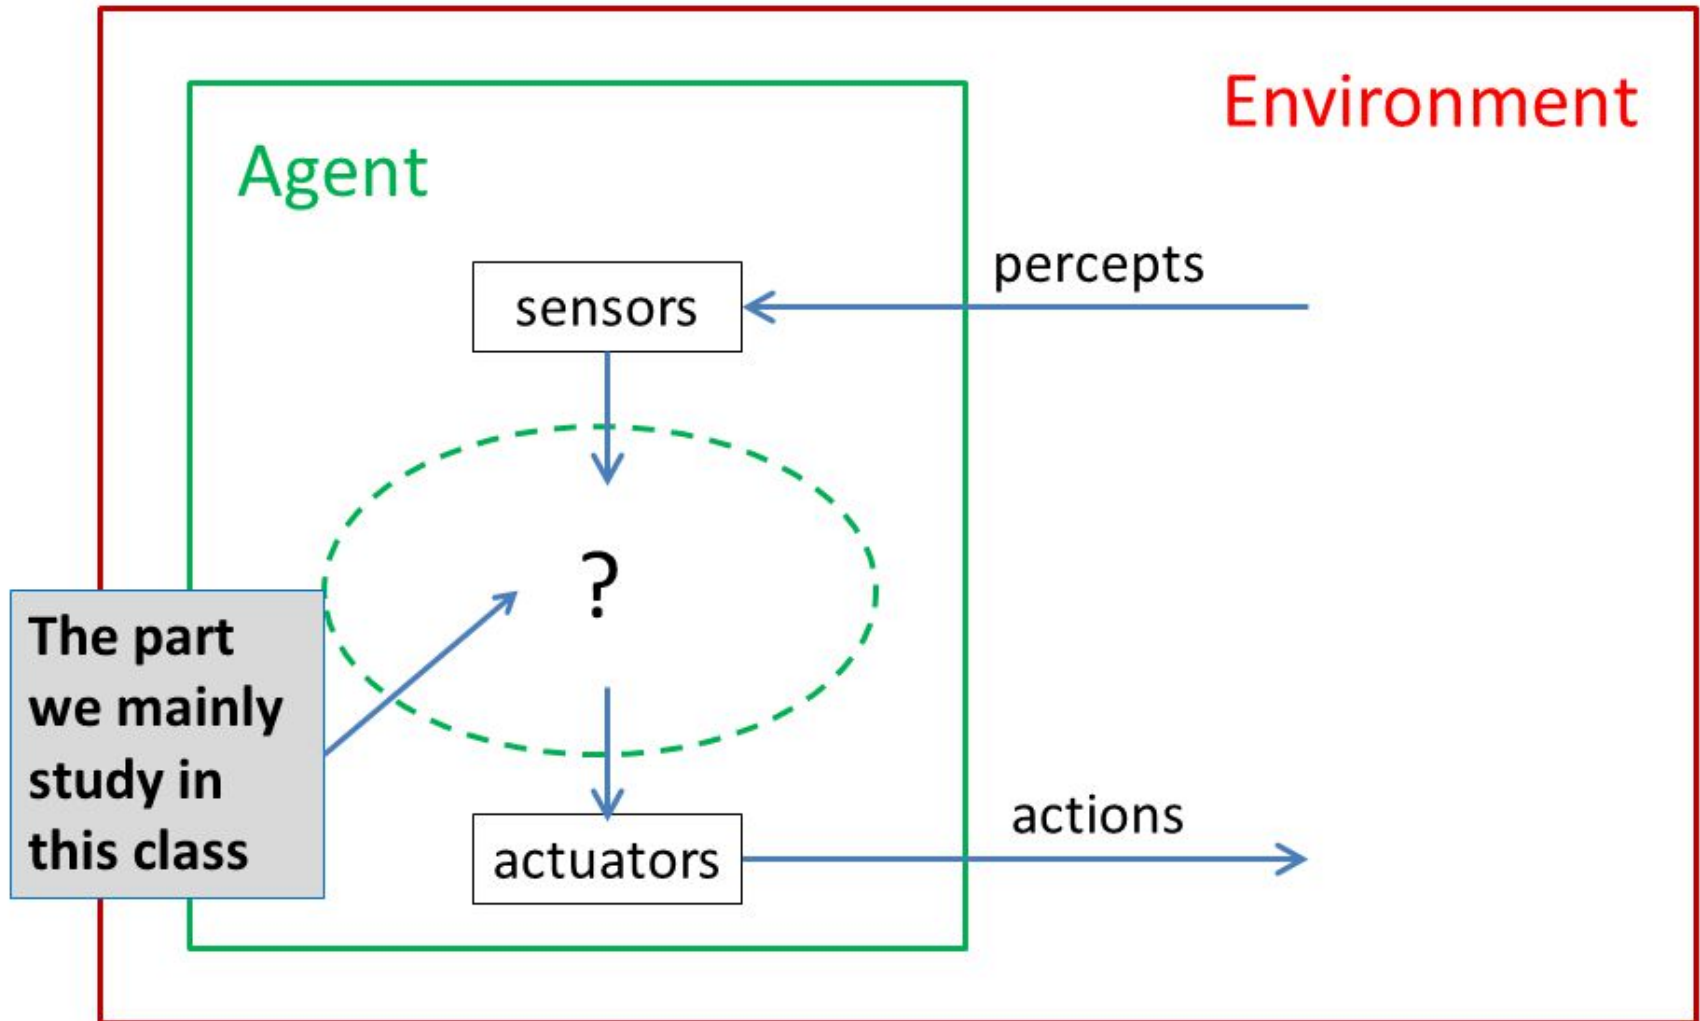 Environment
Agent
percepts
sensors
?
The part
we mainly
study in
this class
actions
actuators